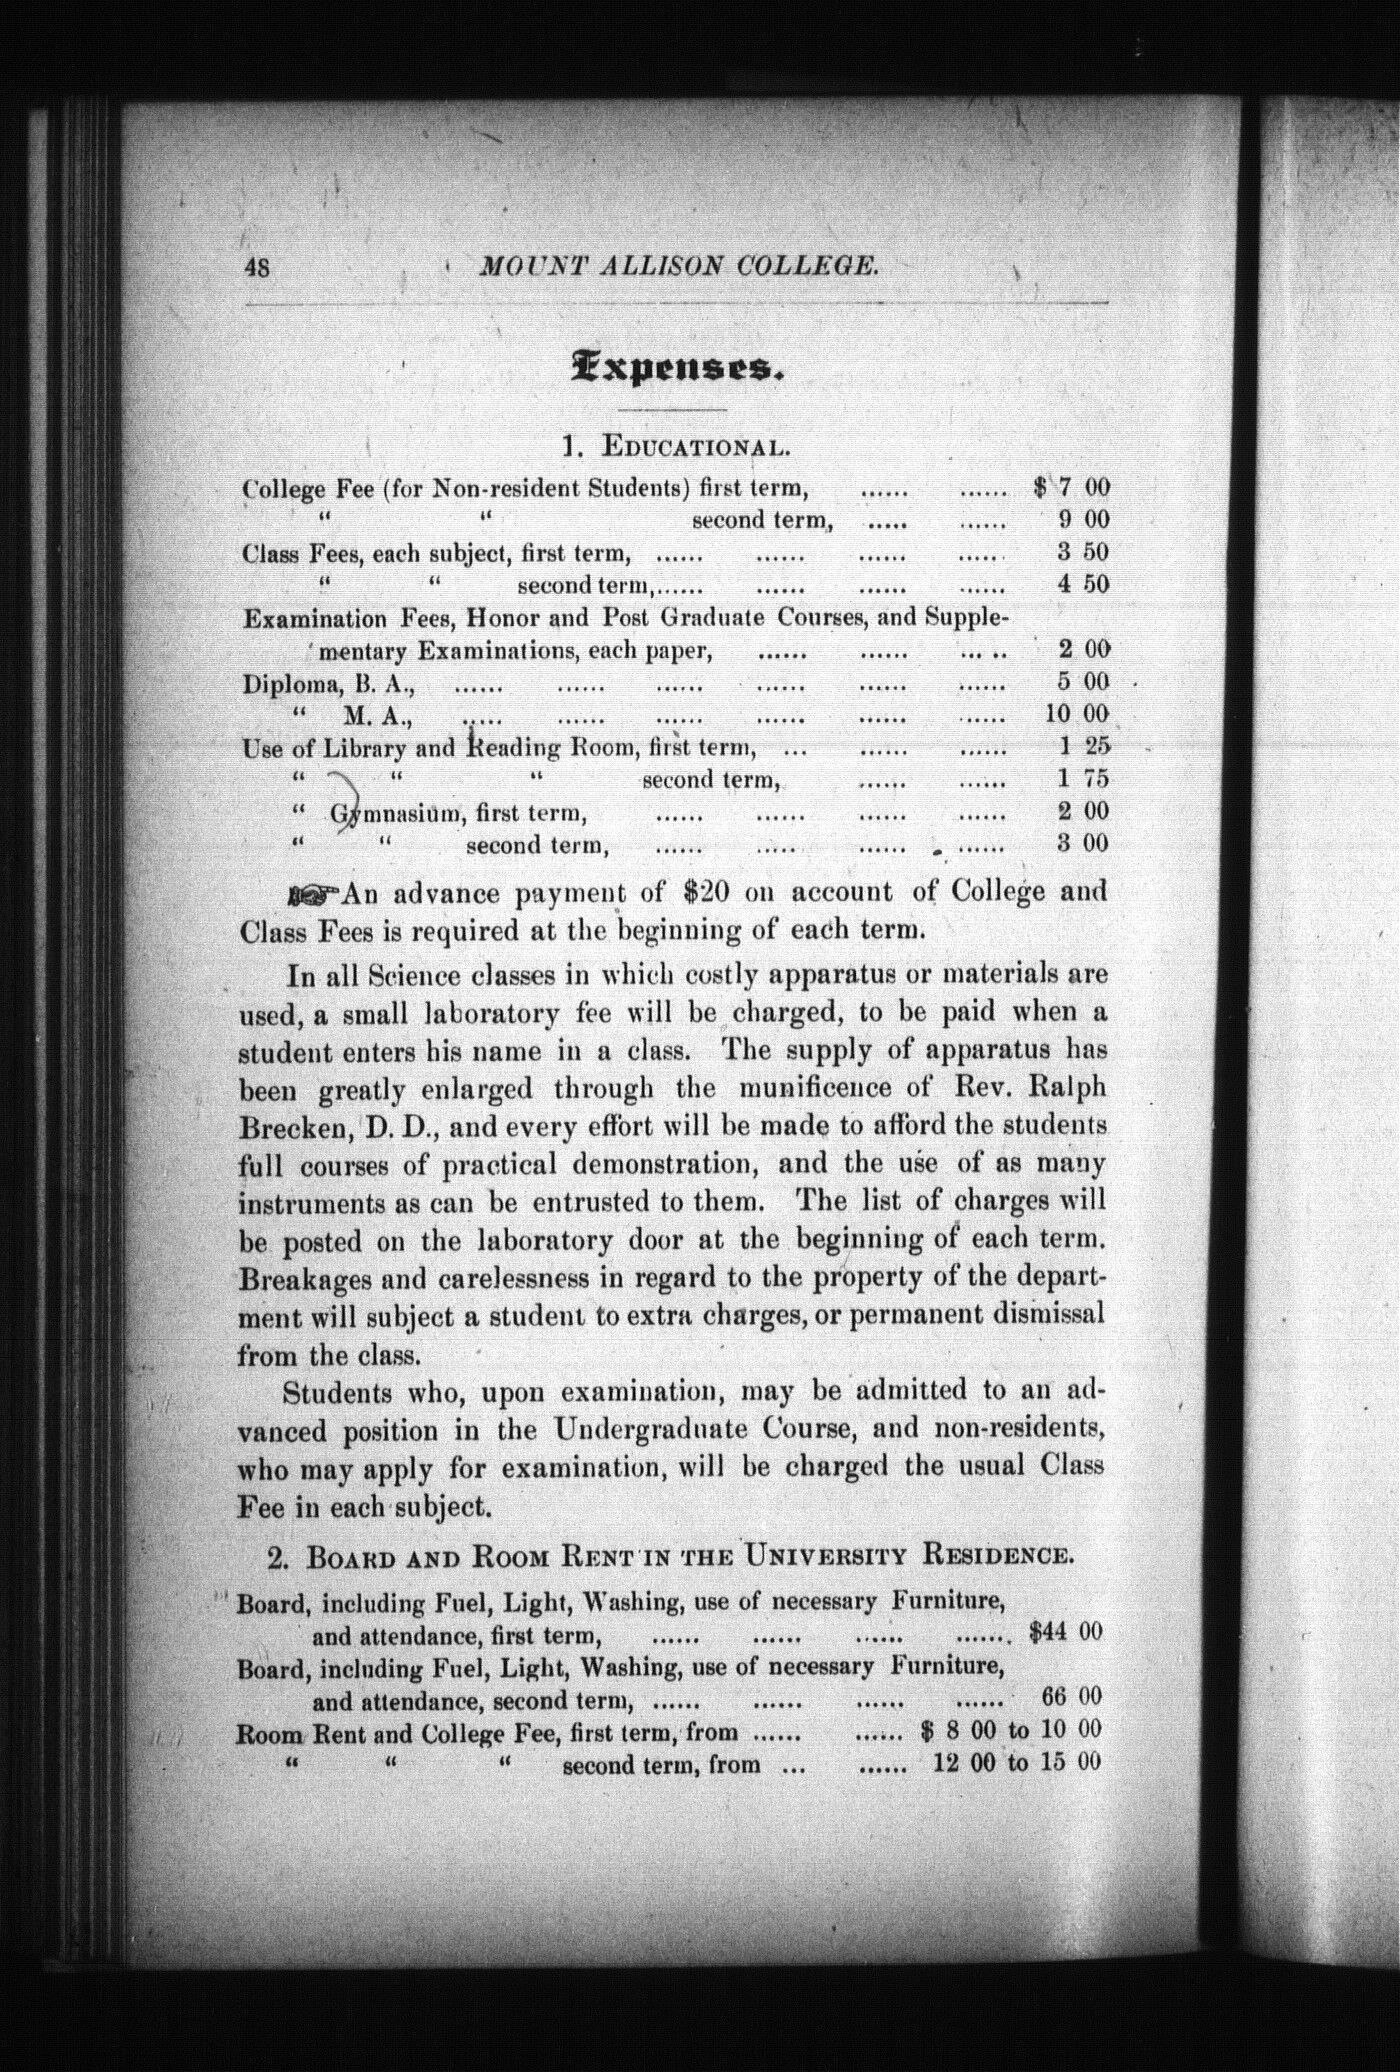 48 MOUNT ALLISON COLLEGE.
Expenses.
1. EDUCATIONAL.
College Fee (for Non-resident Students) first term, ...... ...... $ 7 00
“ “ second term, ..... ...... 9 00
Class Fees, each subject, first term, ...... ...... ...... ...... 3 50
“ “ second term,...... ...... ...... ...... 4 50
Examination Fees, Honor and Post Graduate Courses, and Supple-
mentary Examinations, each paper, ...... ...... ... .. 2 00
Diploma, B. A., ...... ...... ...... ...... ...... ...... 5 00
“ M. A., ..... ...... ...... ...... ...... ...... 10 00
Use of Library and Reading Room, first term, ... ...... ...... 1 25
“ “ “ second term, ...... ...... 1 75
“ Gymnasium, first term, ...... ...... ...... ...... 2 00
“ “ second term, ...... ..... ...... ...... 3 00
☞ An advance payment of $20 on account of College and
Class Fees is required at the beginning of each term.
In all Science classes in which costly apparatus or materials are
used, a small laboratory fee will be charged, to be paid when a
student enters his name in a class. The supply of apparatus has
been greatly enlarged through the munificence of Rev. Ralph
Brecken, D. D., and every effort will be made to afford the students
full courses of practical demonstration, and the use of as many
instruments as can be entrusted to them. The list of charges will
be posted on the laboratory door at the beginning of each term.
Breakages and carelessness in regard to the property of the depart-
ment will subject a student to extra charges, or permanent dismissal
from the class.
Students who, upon examination, may be admitted to an ad-
vanced position in the Undergraduate Course, and non-residents,
who may apply for examination, will be charged the usual Class
Fee in each subject.
2. BOARD AND ROOM RENT IN THE UNIVERSITY RESIDENCE.
Board, including Fuel, Light, Washing, use of necessary Furniture,
and attendance, first term, ...... ...... ...... ...... $44 00
Board, including Fuel, Light, Washing, use of necessary Furniture,
and attendance, second term, ...... ...... ...... ...... 66 00
Room Rent and College Fee, first term, from ...... ...... $ 8 00 to 10 00
“ “ “ second term, from ... ...... 12 00 to 15 00